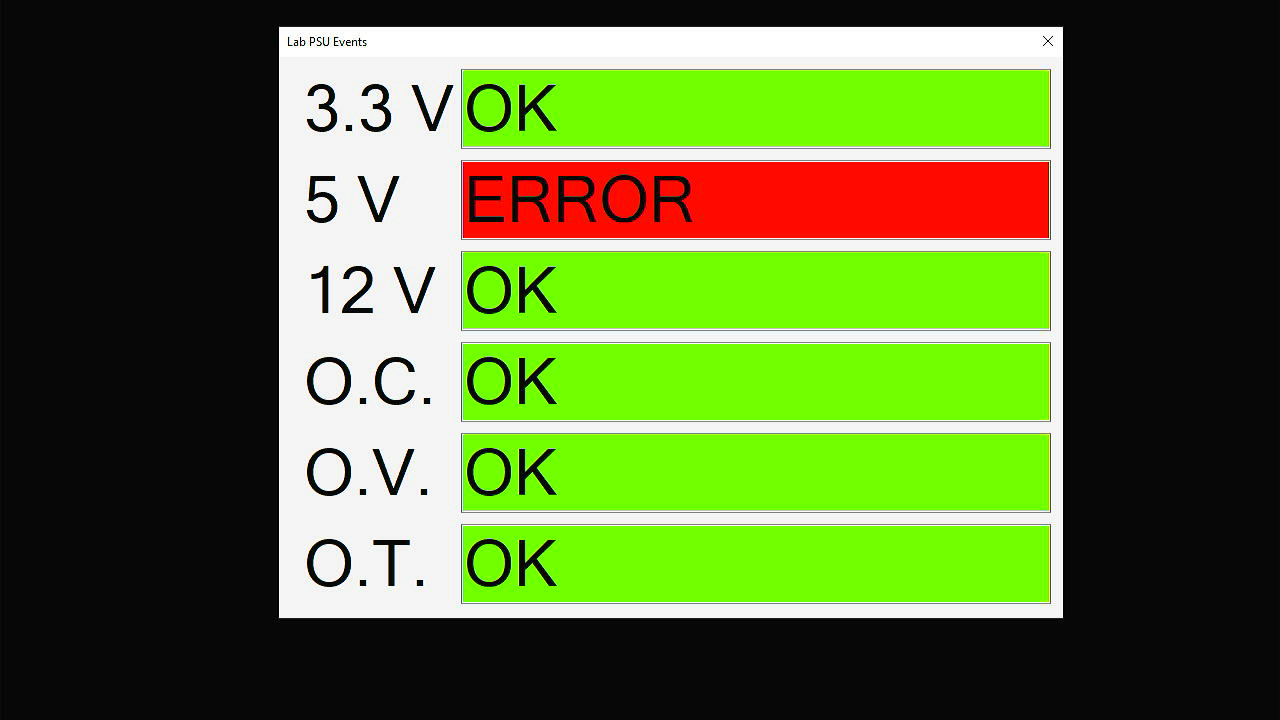 Lab PSU Events
3.3 V OK
5 V ERROR
12 V OK
O.C. OK
O.V. OK
O.T. OK